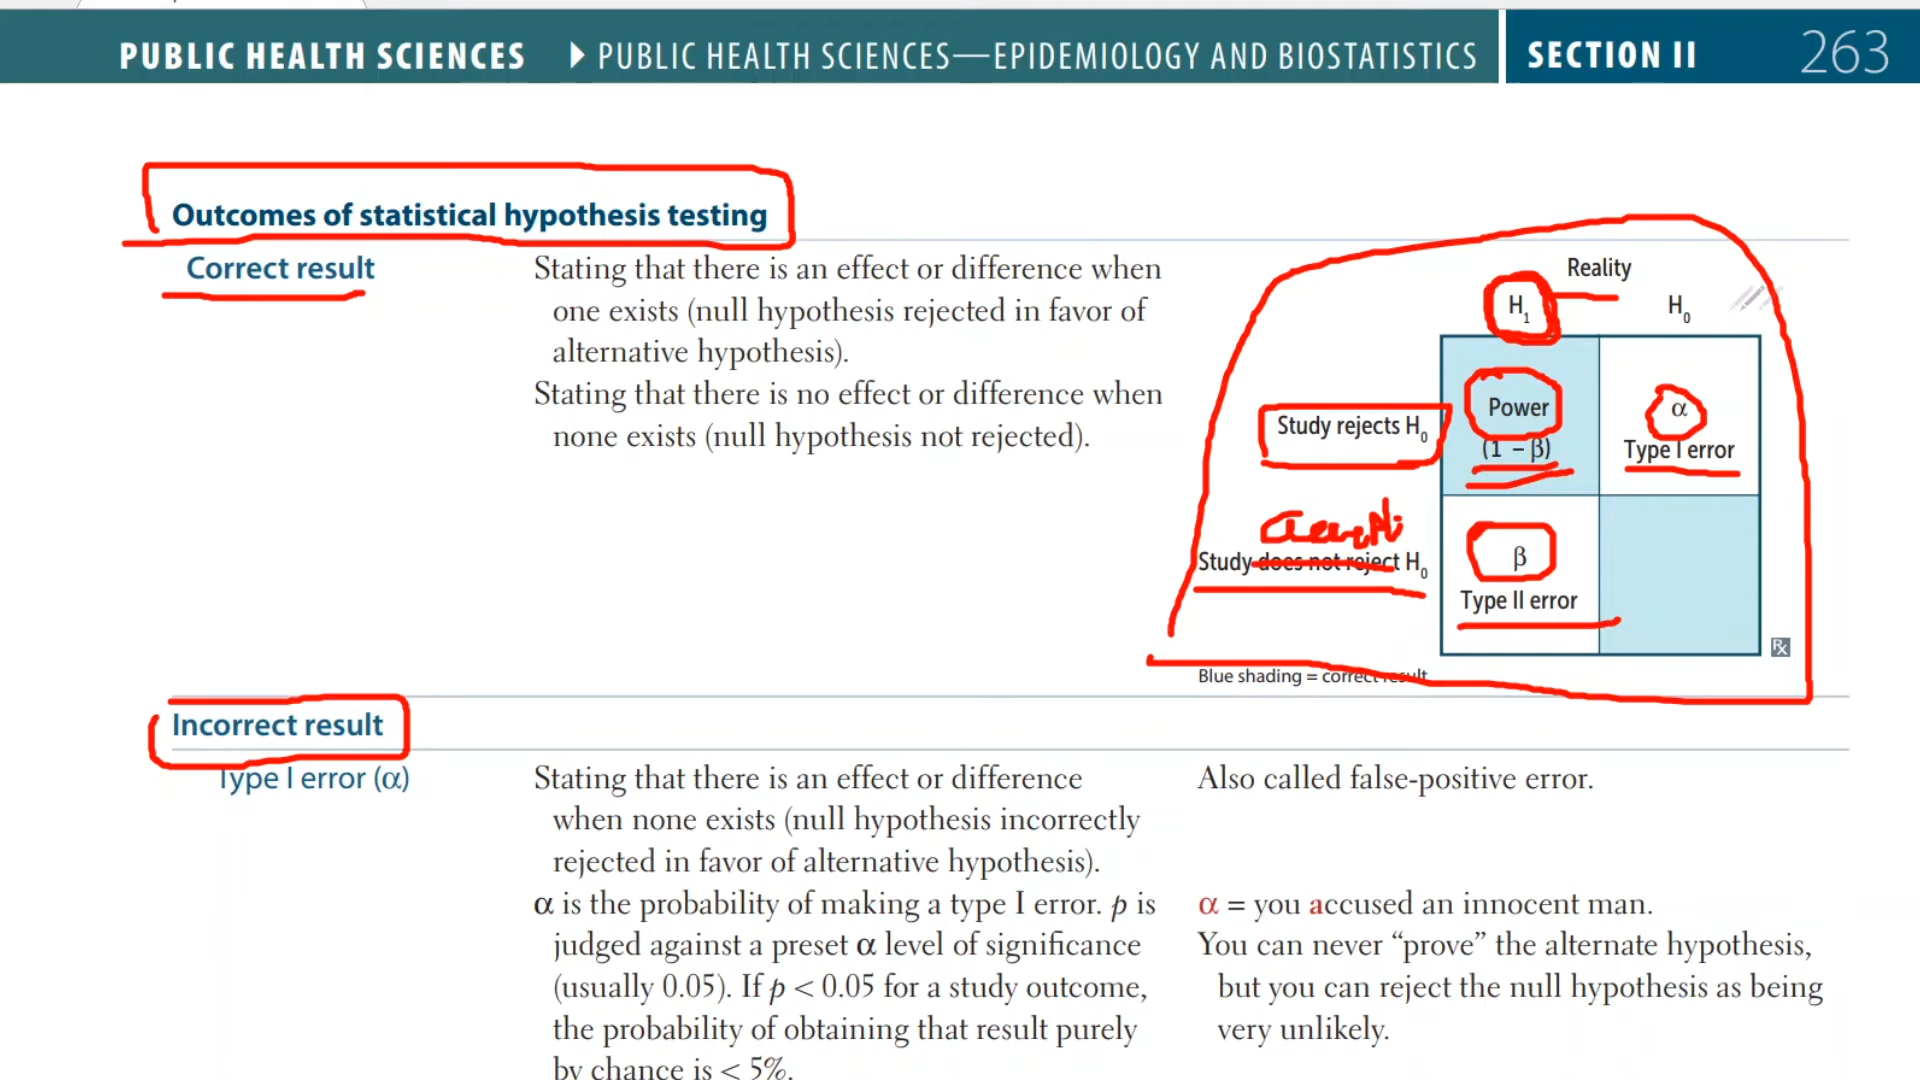 PUBLIC HEALTH SCIENCES ▶ PUBLIC HEALTH SCIENCES—EPIDEMIOLOGY AND BIOSTATISTICS SECTION II 263
Outcomes of statistical hypothesis testing
Correct result
Stating that there is an effect or difference when
one exists (null hypothesis rejected in favor of
alternative hypothesis).
Stating that there is no effect or difference when
none exists (null hypothesis not rejected).
Reality
H₁ H₀
Study rejects H₀
Power
(1 – β)
α
Type I error
Study does not reject H₀
β
Type II error
Rx
Blue shading = correct result
Incorrect result
Type I error (α)
Stating that there is an effect or difference
when none exists (null hypothesis incorrectly
rejected in favor of alternative hypothesis).
α is the probability of making a type I error. p is
judged against a preset α level of significance
(usually 0.05). If p < 0.05 for a study outcome,
the probability of obtaining that result purely
by chance is < 5%.
Also called false-positive error.
α = you accused an innocent man.
You can never “prove” the alternate hypothesis,
but you can reject the null hypothesis as being
very unlikely.